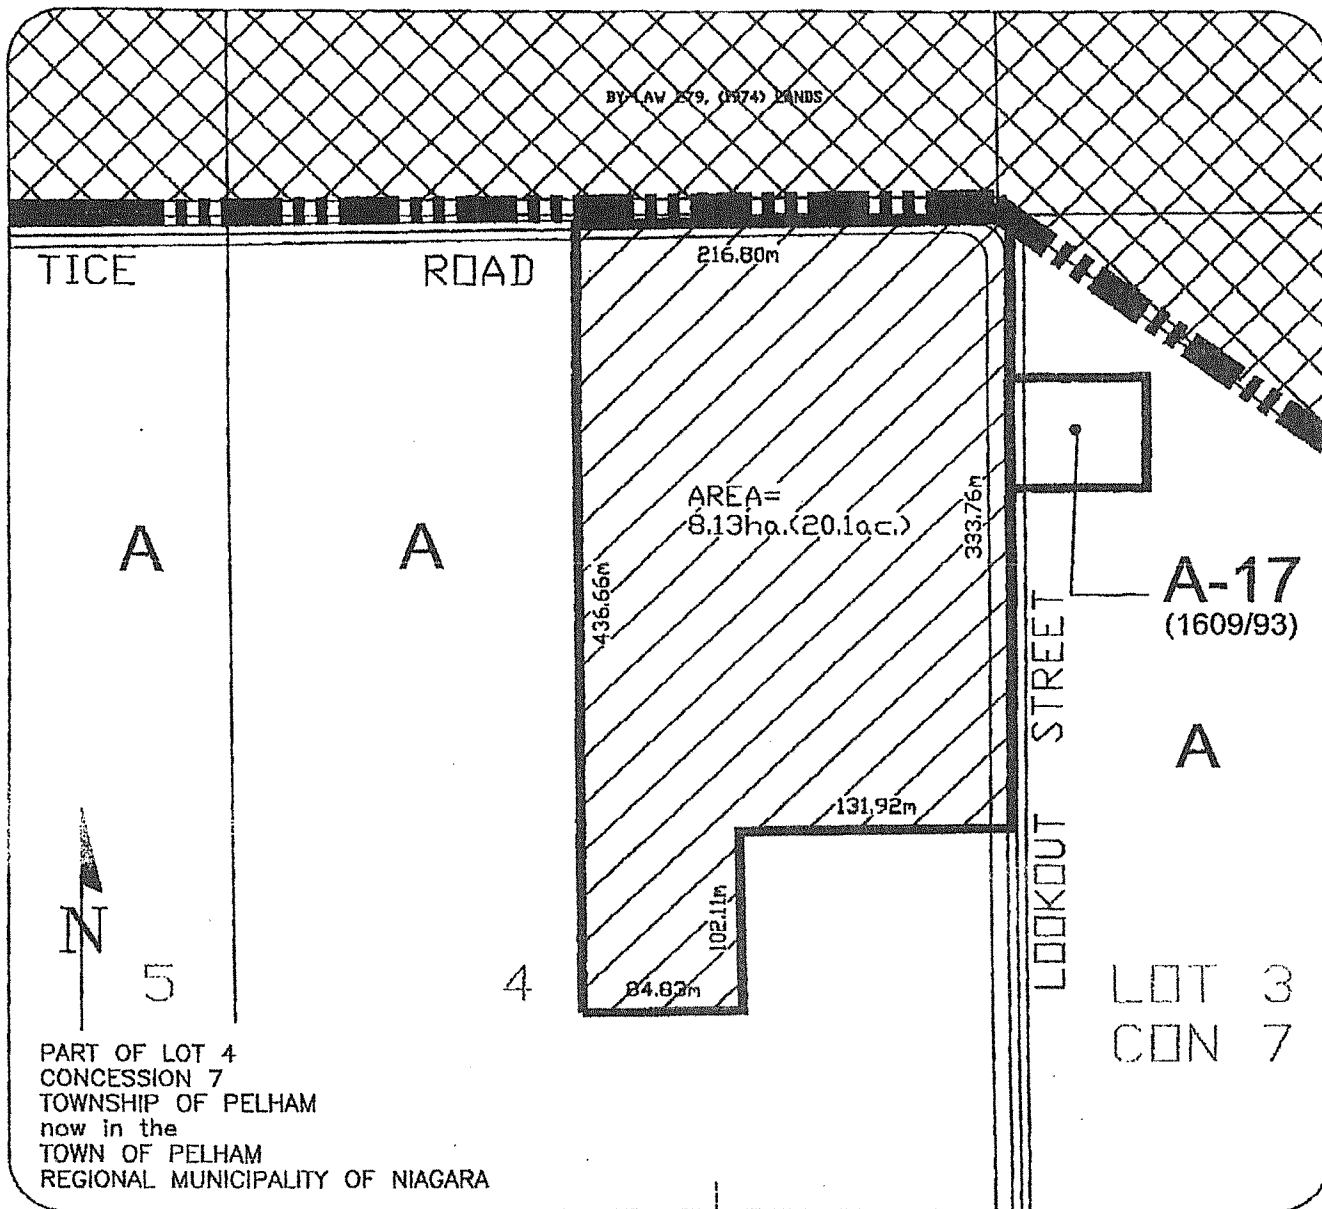 BY-LAW 279, (1974) LANDS
TICE ROAD
216.80m
AREA=
8.13ha.(20.1ac.)
333.76m
436.66m
A
A
A-17
(1609/93)
LOOKOUT STREET
A
131.92m
102.11m
84.83m
N
5
4
LOT 3
CON 7
PART OF LOT 4
CONCESSION 7
TOWNSHIP OF PELHAM
now in the
TOWN OF PELHAM
REGIONAL MUNICIPALITY OF NIAGARA